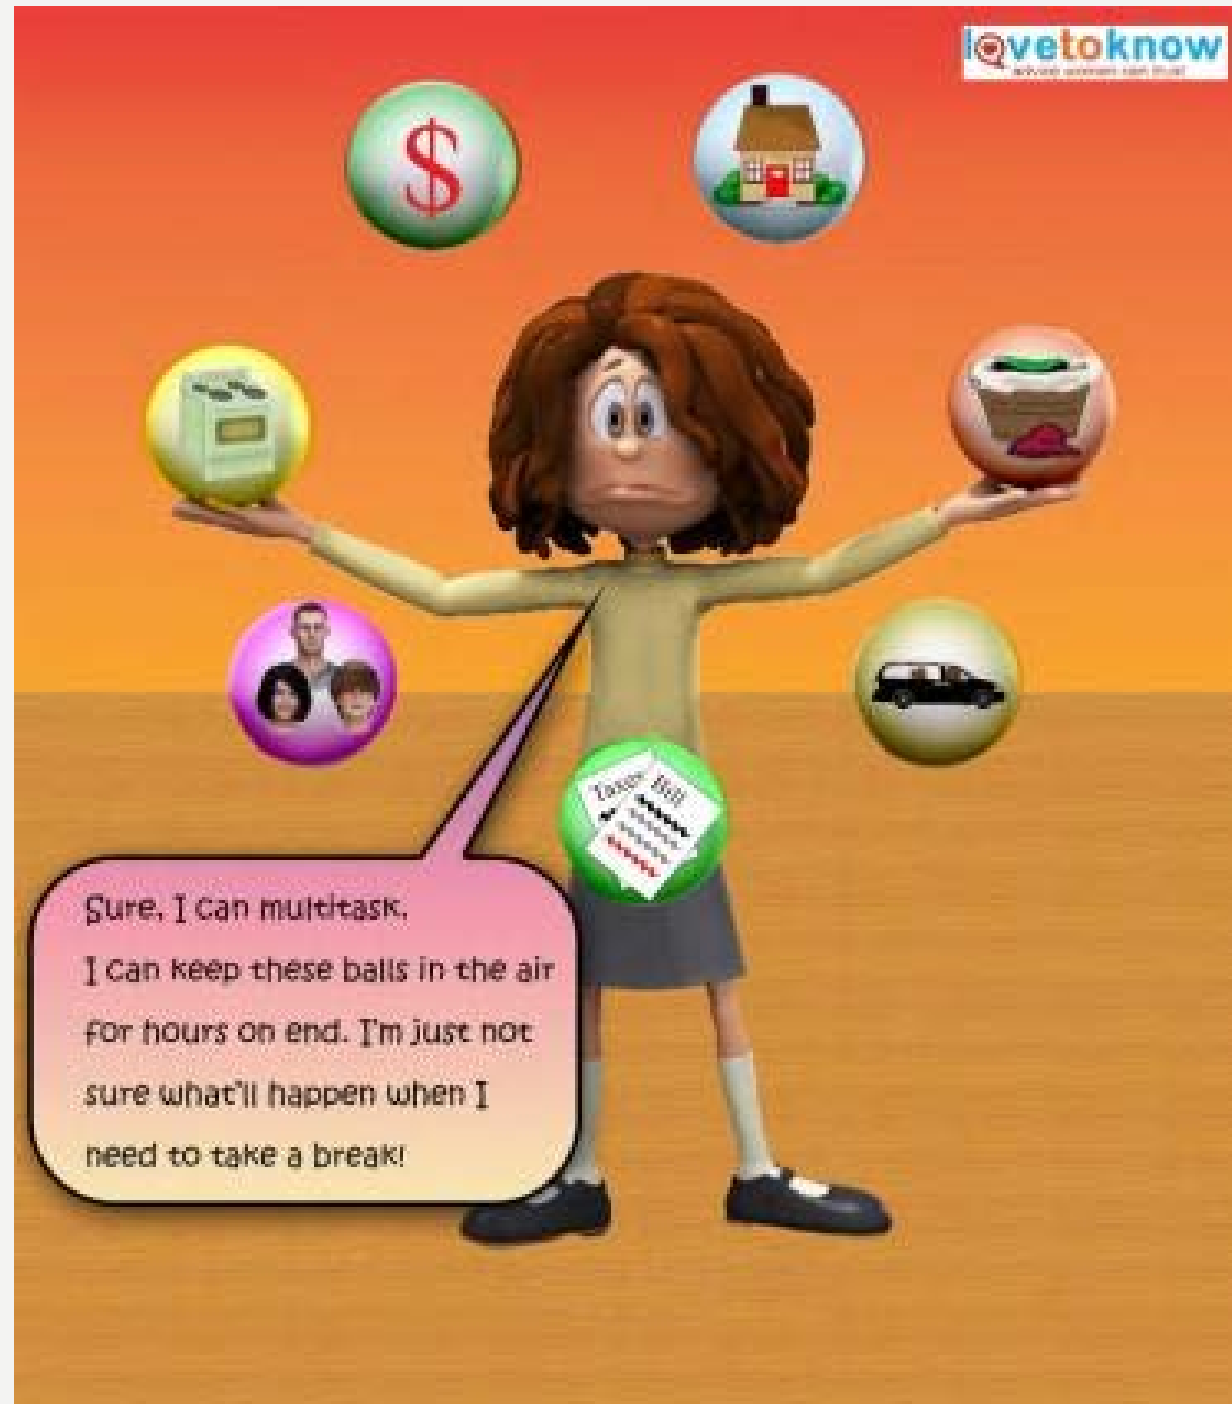 lovetoknow
$
Taxes
Bill
Sure, I can multitask.
I can keep these balls in the air
for hours on end. I'm just not
sure what'll happen when I
need to take a break!